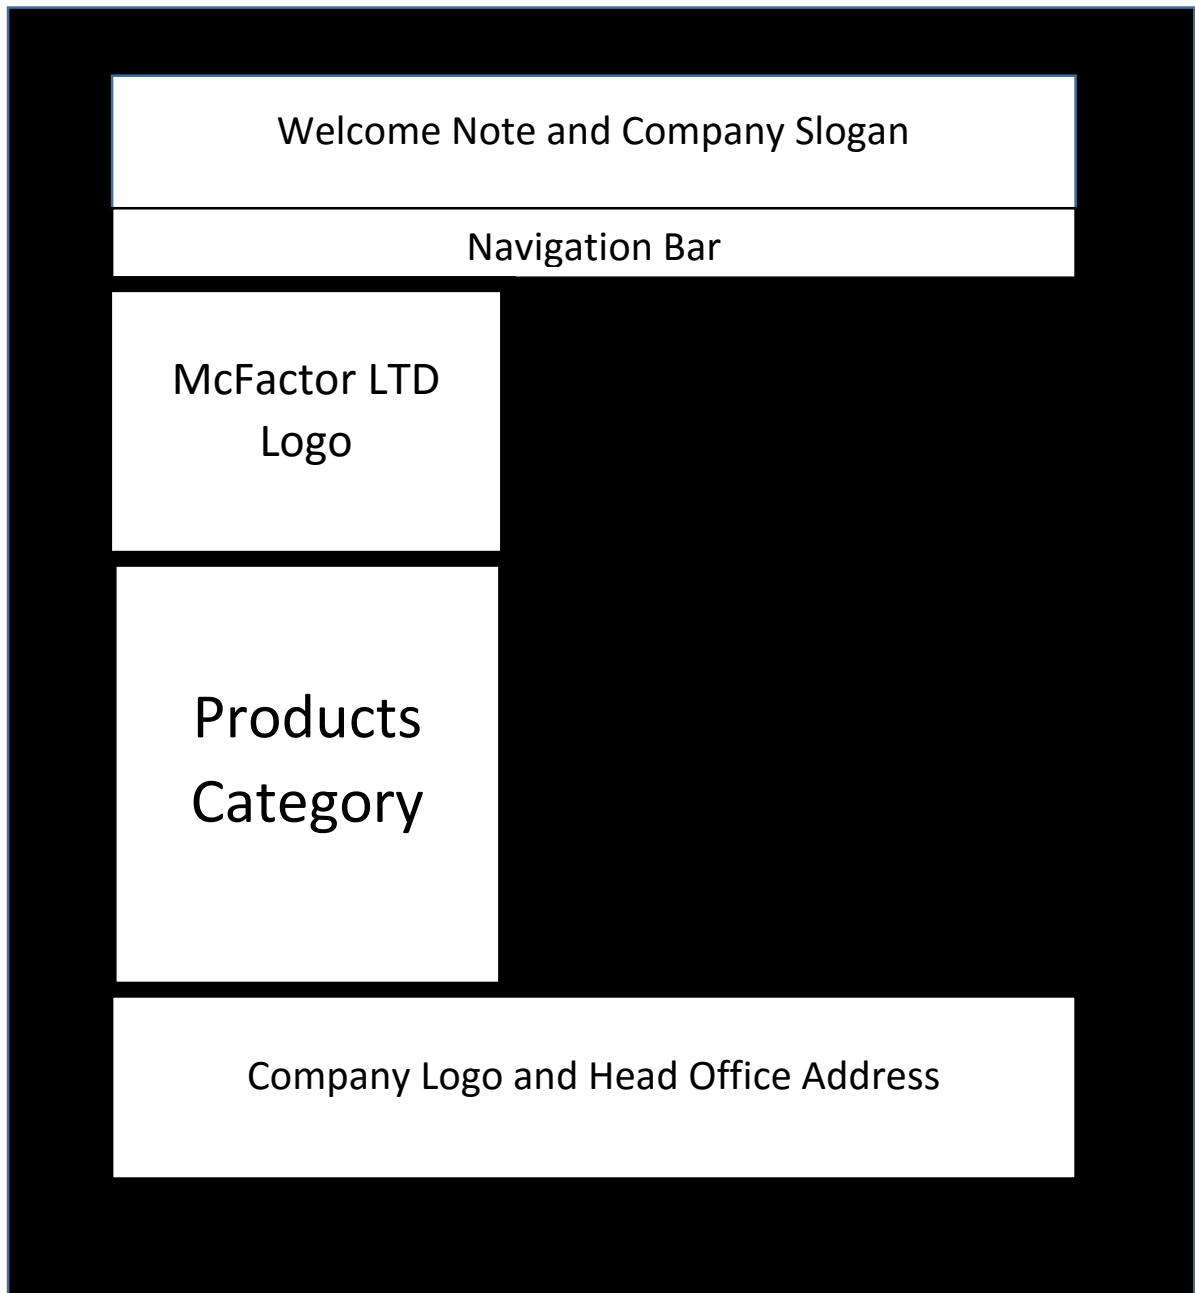 Welcome Note and Company Slogan
Navigation Bar
McFactor LTD
Logo
Products
Category
Company Logo and Head Office Address